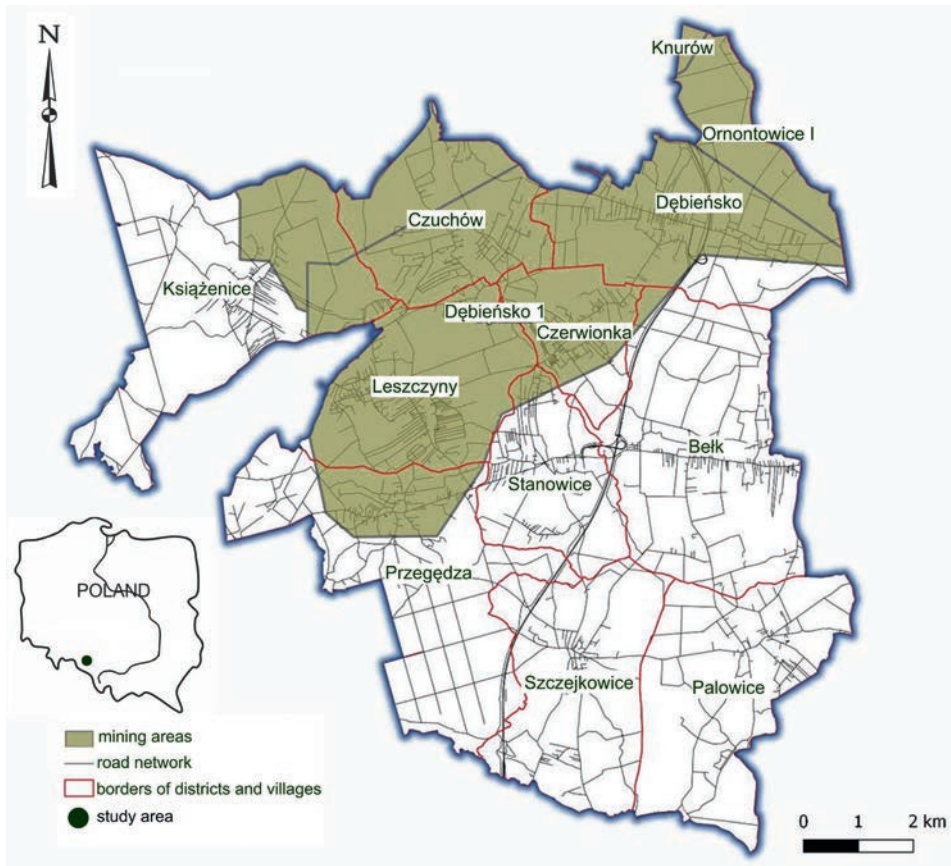 N
Knurów
Ornontowice I
Dębieńsko
Czuchów
Książenice
Dębieńsko 1
Czerwionka
Leszczyny
Bełk
Stanowice
Przegędza
POLAND
Szczejkowice
Palowice
mining areas
road network
borders of districts and villages
study area
0 1 2 km